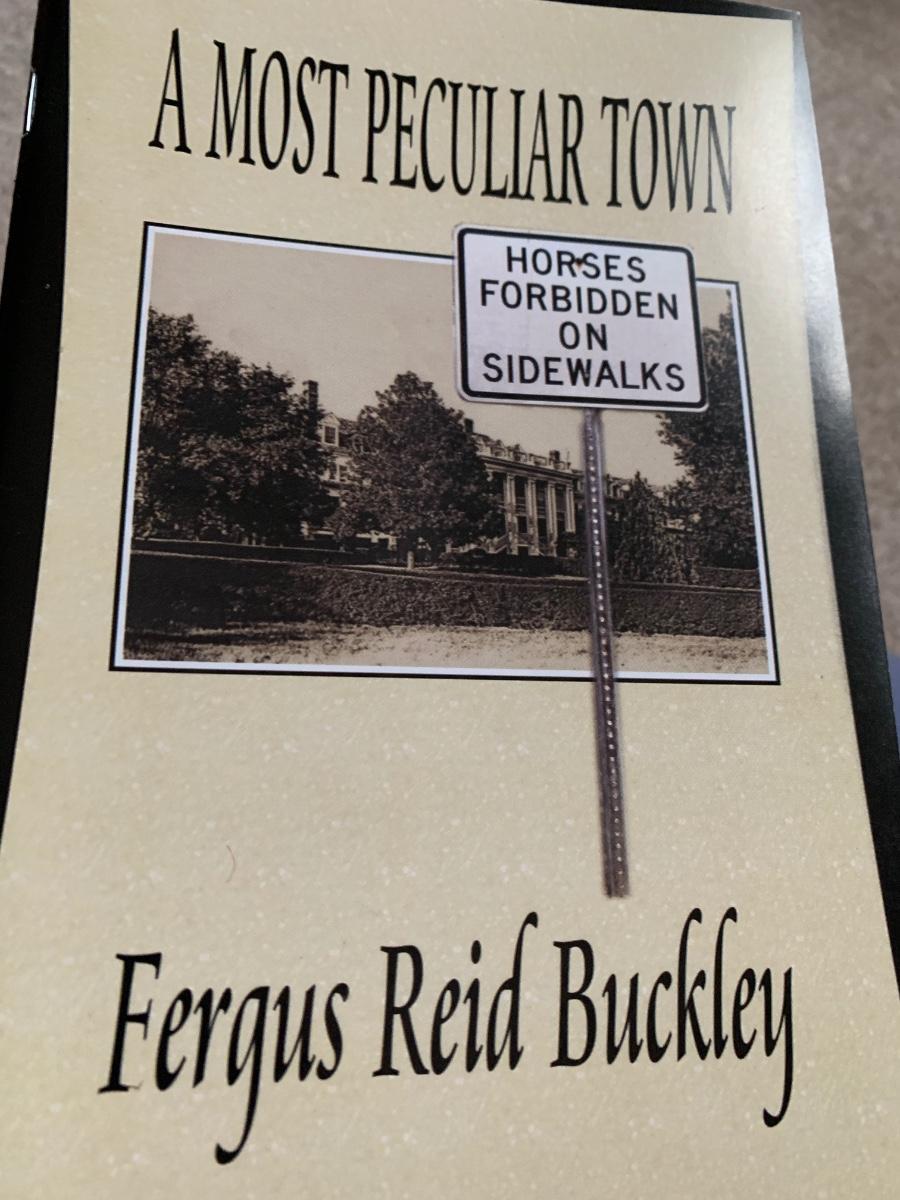 A MOST PECULIAR TOWN
HORSES
FORBIDDEN
ON
SIDEWALKS
Fergus Reid Buckley